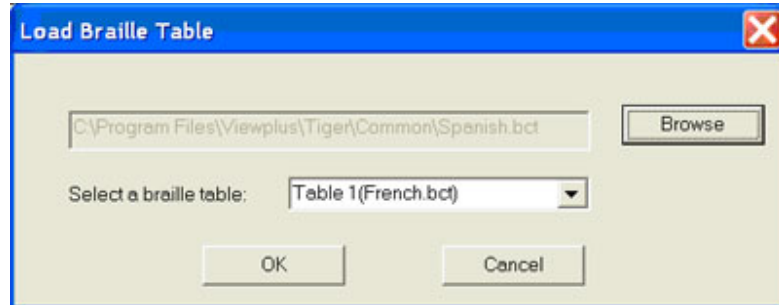 Load Braille Table
C:\Program Files\Viewplus\Tiger\Common\Spanish.bct
Browse
Select a braille table:
Table 1(French.bct)
OK
Cancel